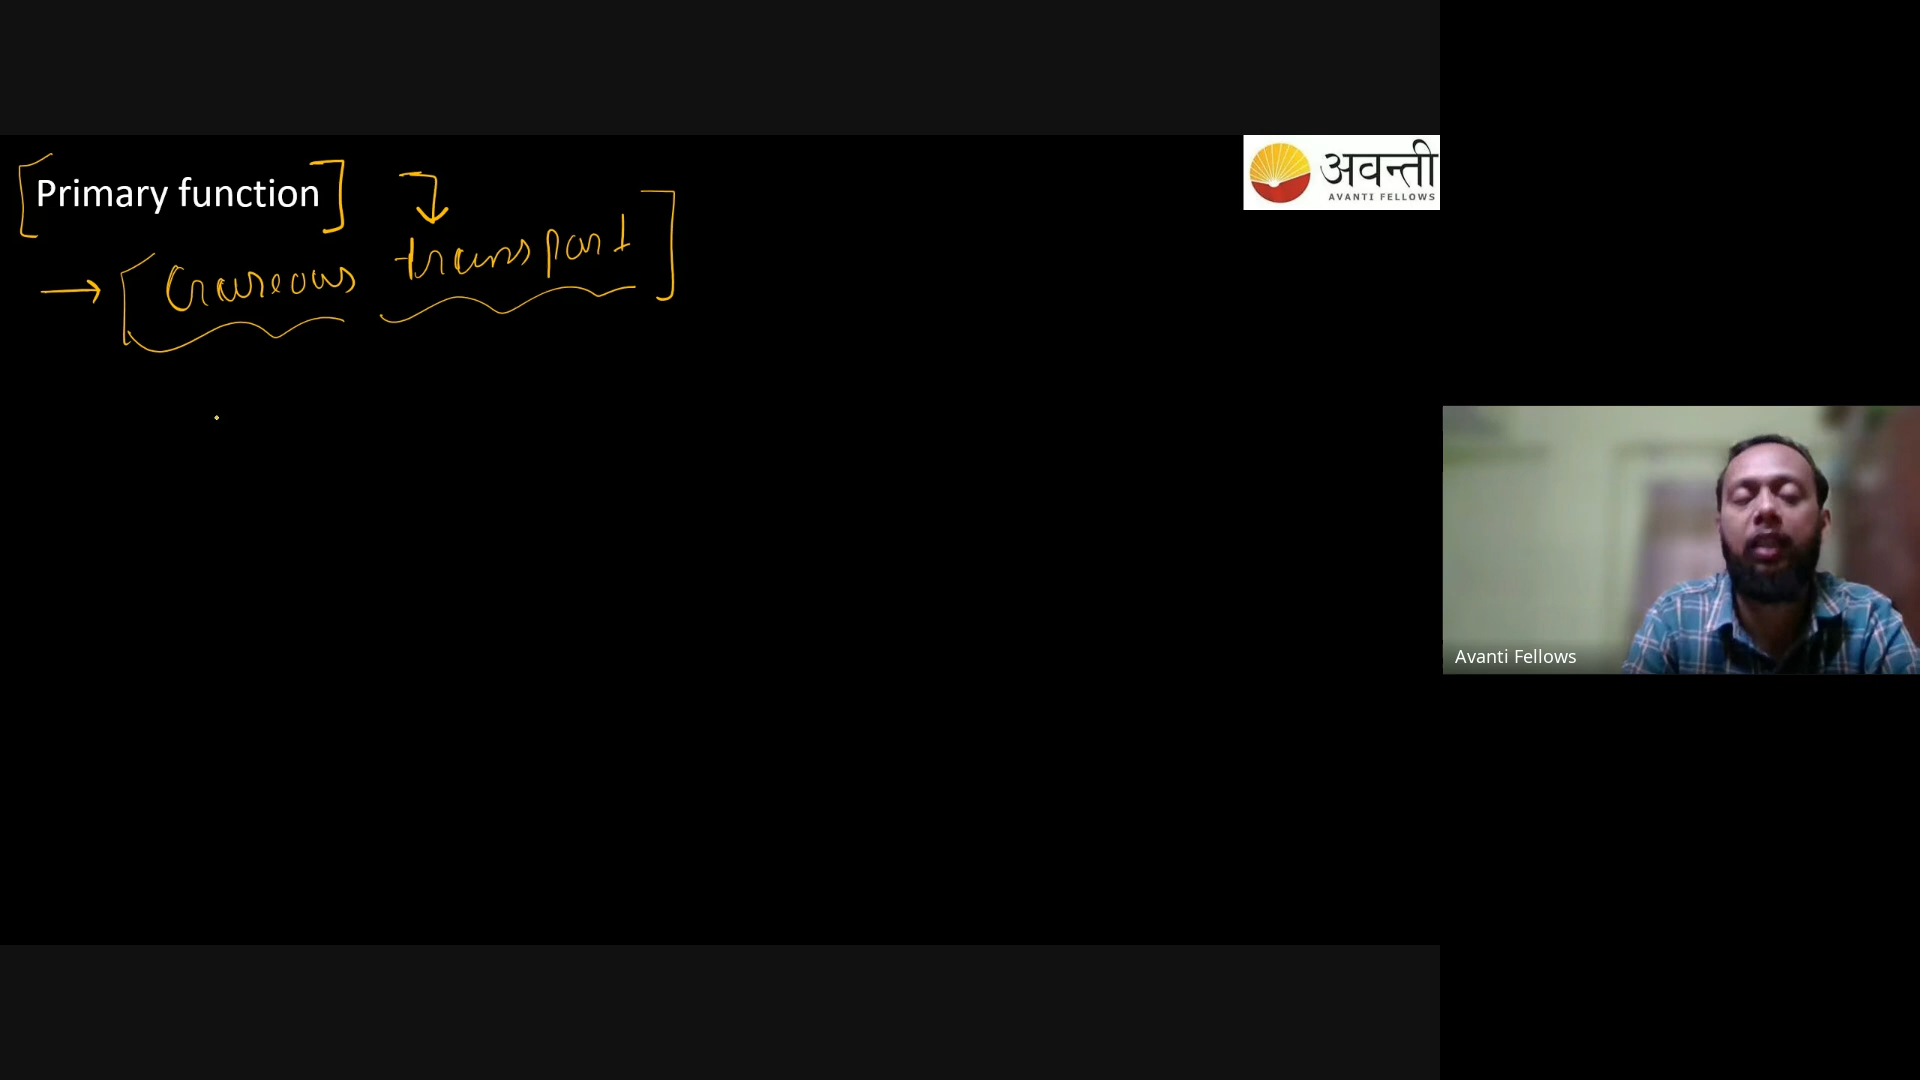 Primary function
→ Gaseous transport
अवन्ती
AVANTI FELLOWS
Avanti Fellows